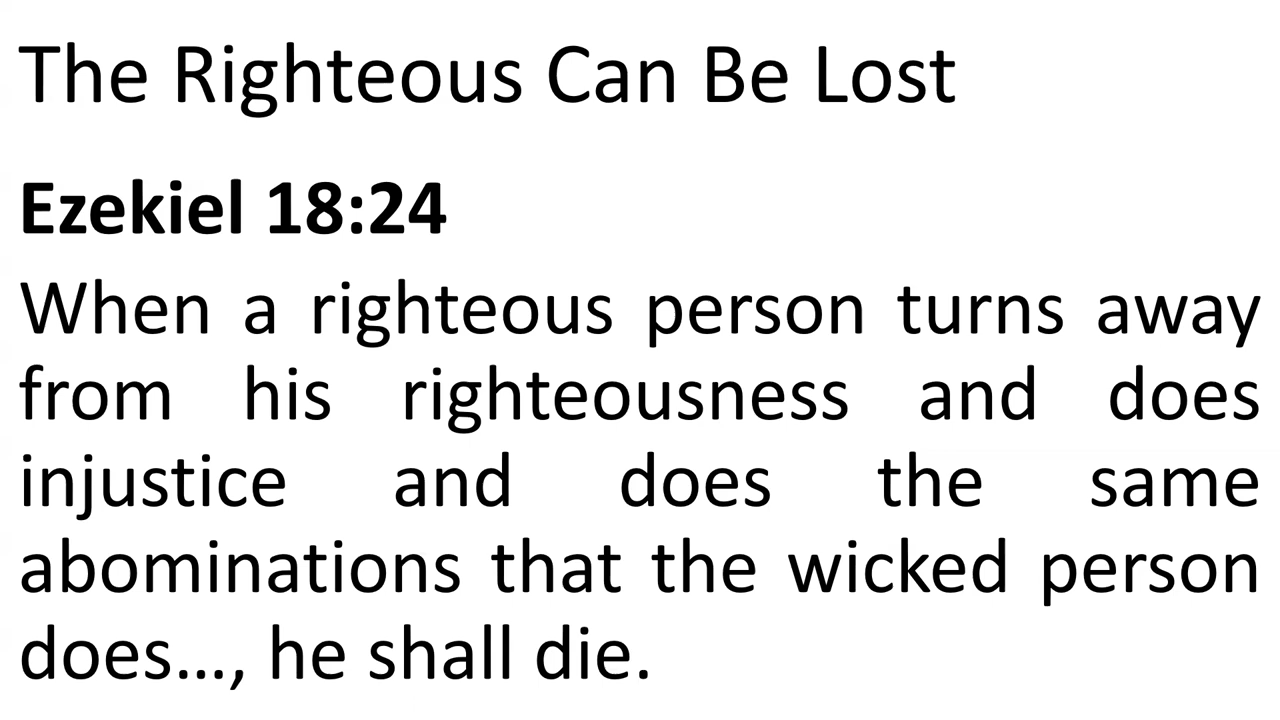 The Righteous Can Be Lost
Ezekiel 18:24
When a righteous person turns away
from his righteousness and does
injustice and does the same
abominations that the wicked person
does…, he shall die.